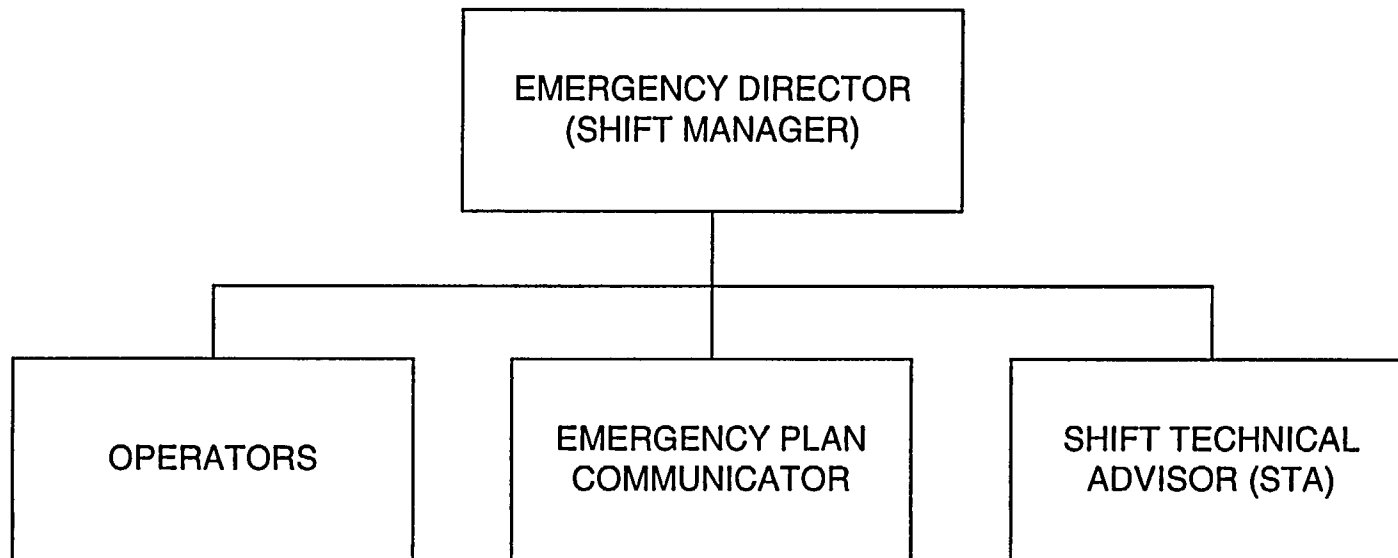 EMERGENCY DIRECTOR
(SHIFT MANAGER)
OPERATORS
EMERGENCY PLAN
COMMUNICATOR
SHIFT TECHNICAL
ADVISOR (STA)